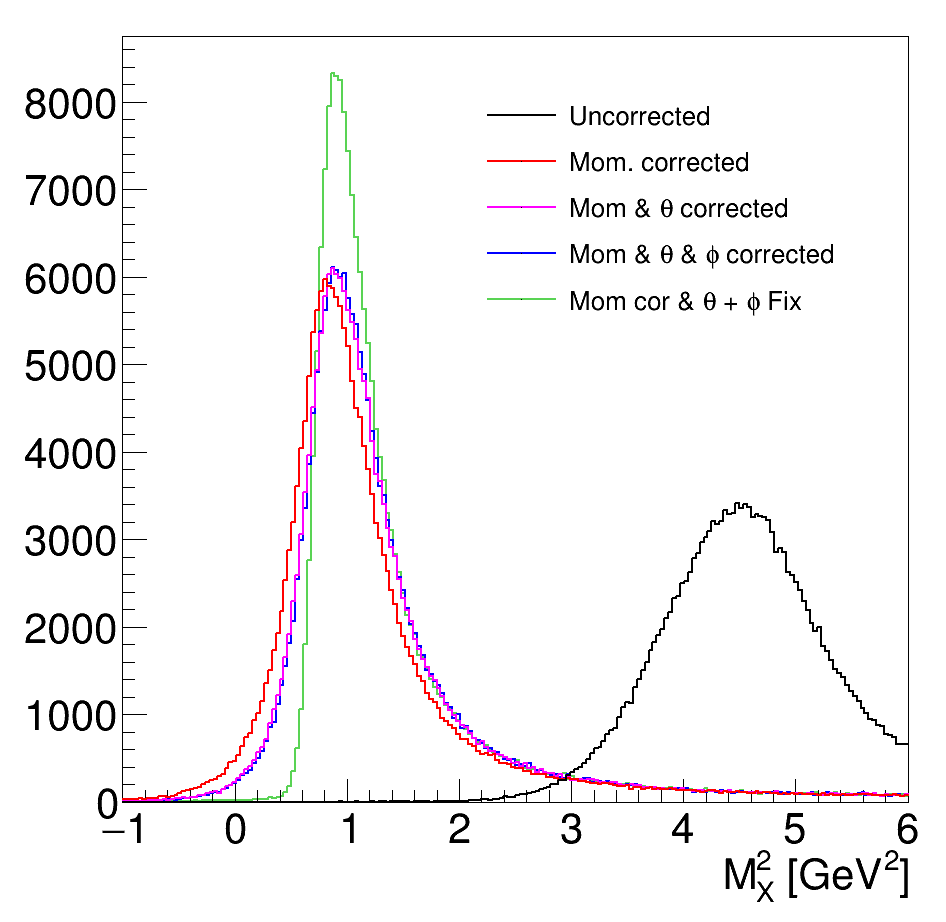 8000
7000
6000
5000
4000
3000
2000
1000
0
−1 0 1 2 3 4 5 6
M_X^2 [GeV^2]
Uncorrected
Mom. corrected
Mom & θ corrected
Mom & θ & ϕ corrected
Mom cor & θ + ϕ Fix